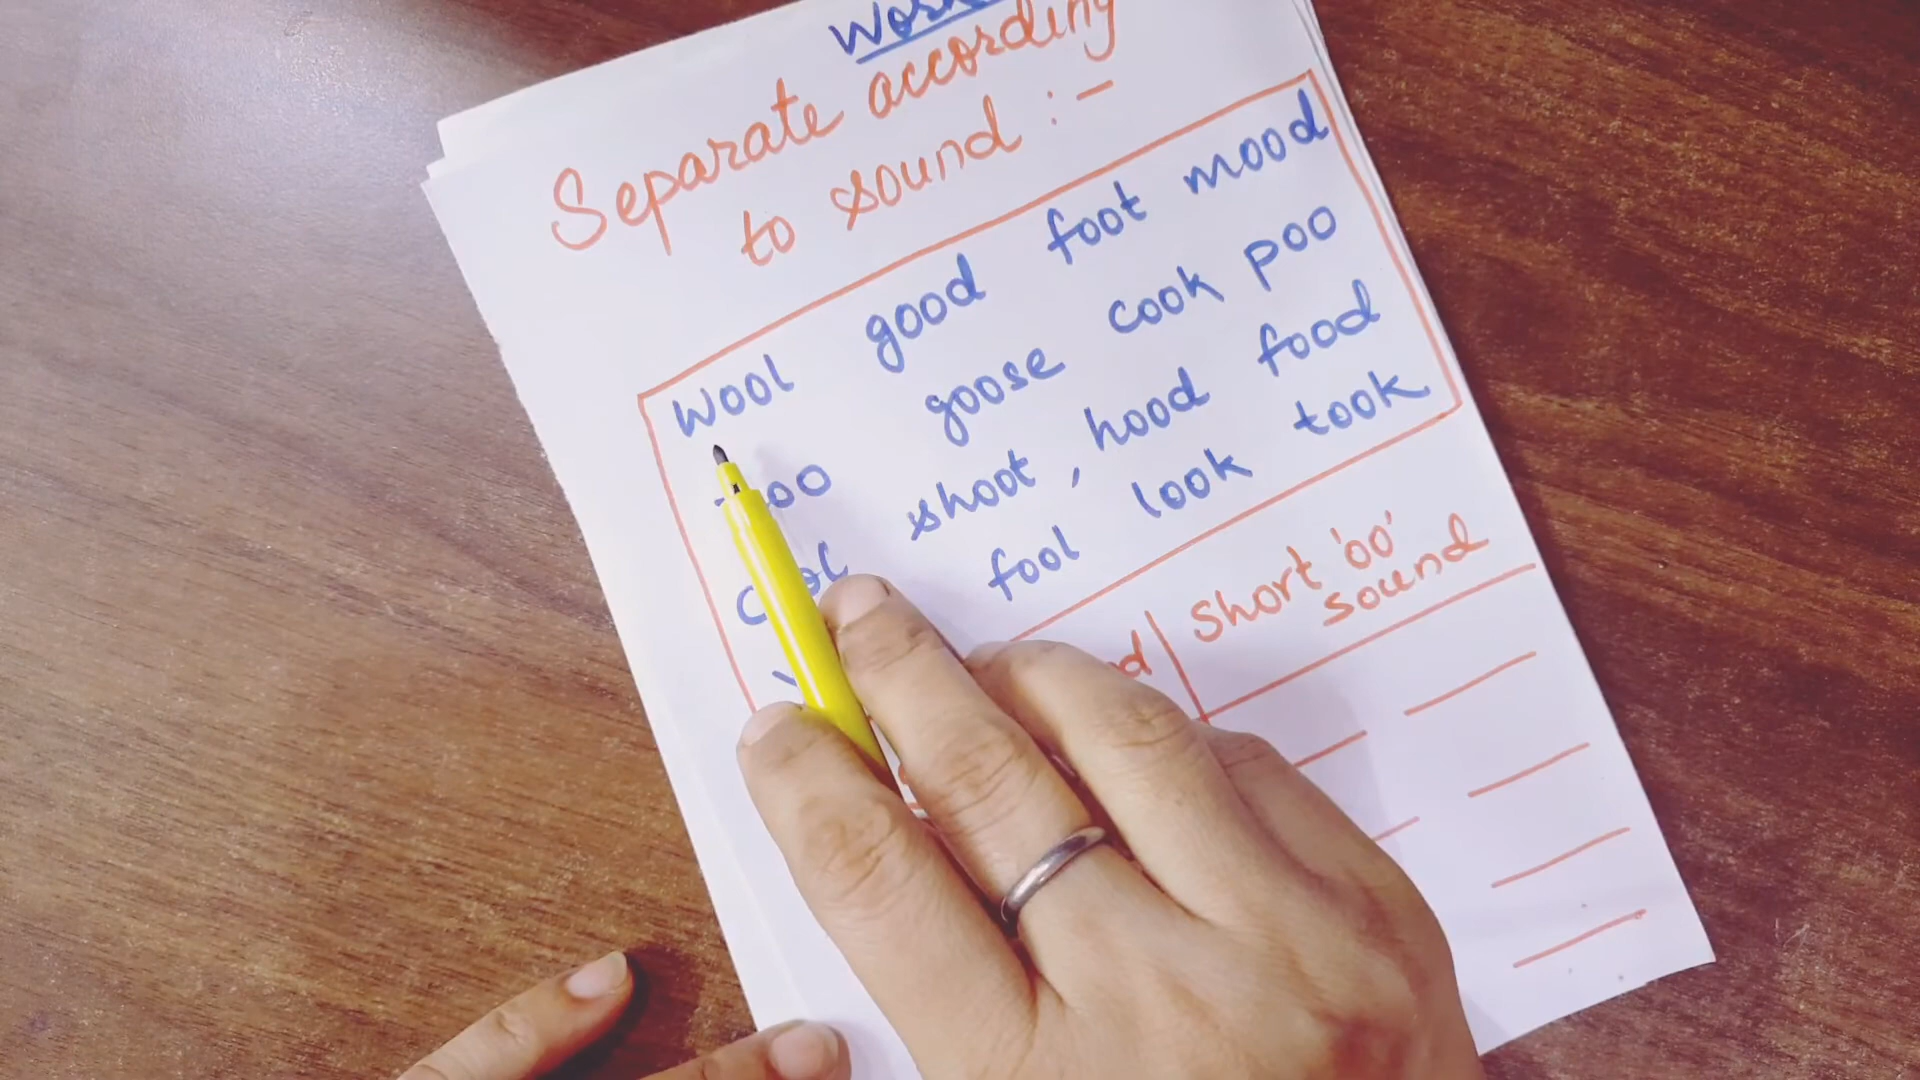 Separate according
to sound :-
Wool good foot mood
goose cook poo
shoot , hood food
fool look took
Short 'oo'
sound